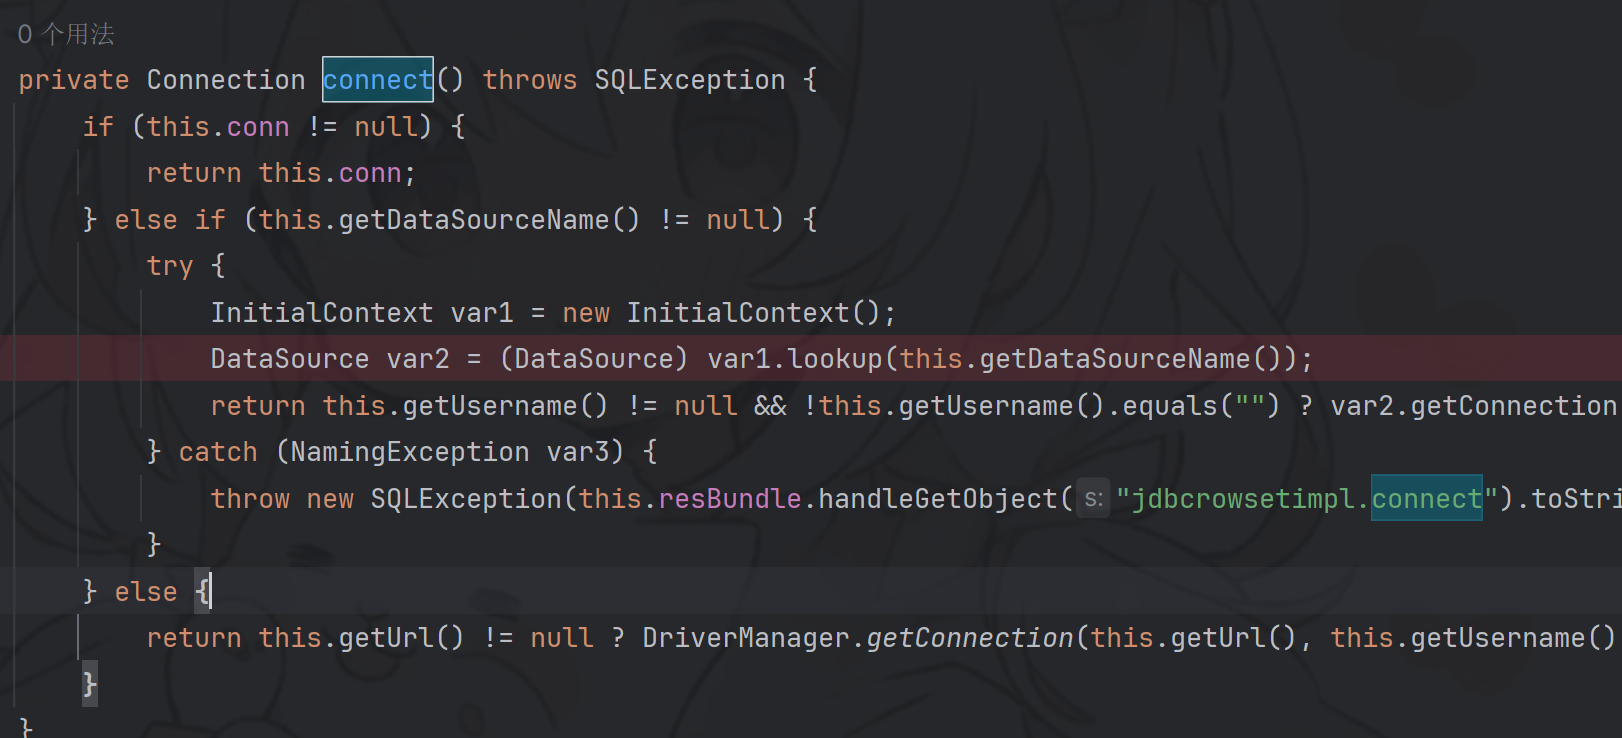 0 个用法
private Connection connect() throws SQLException {
if (this.conn != null) {
return this.conn;
} else if (this.getDataSourceName() != null) {
try {
InitialContext var1 = new InitialContext();
DataSource var2 = (DataSource) var1.lookup(this.getDataSourceName());
return this.getUsername() != null && !this.getUsername().equals("") ? var2.getConnection
} catch (NamingException var3) {
throw new SQLException(this.resBundle.handleGetObject( s: "jdbcrowsetimpl.connect").toStri
}
} else {
return this.getUrl() != null ? DriverManager.getConnection(this.getUrl(), this.getUsername()
}
}